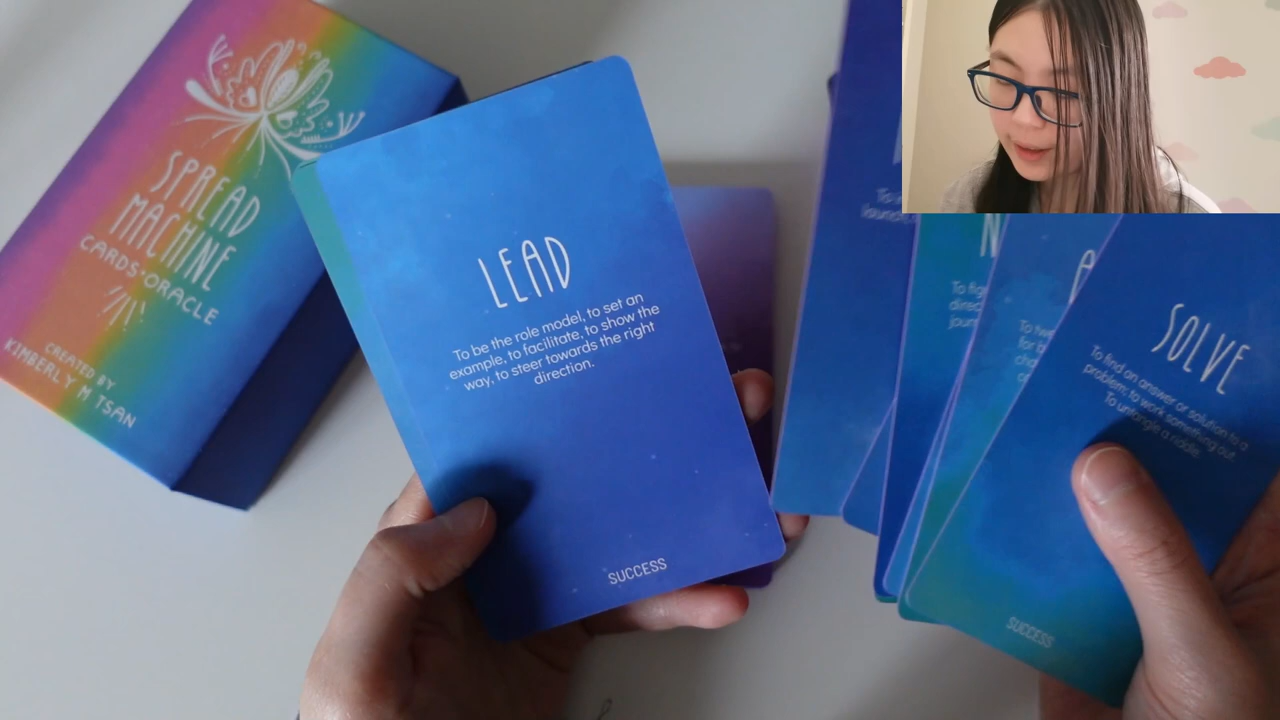 SPREAD
MACHINE
CARDS • ORACLE
CREATED BY
KIMBERLY M TSAN
LEAD
To be the role model, to set an
example, to facilitate, to show the
way, to steer towards the right
direction.
SUCCESS
SOLVE
To find an answer or solution to a
problem; to work something out.
To untangle a riddle.
SUCCESS